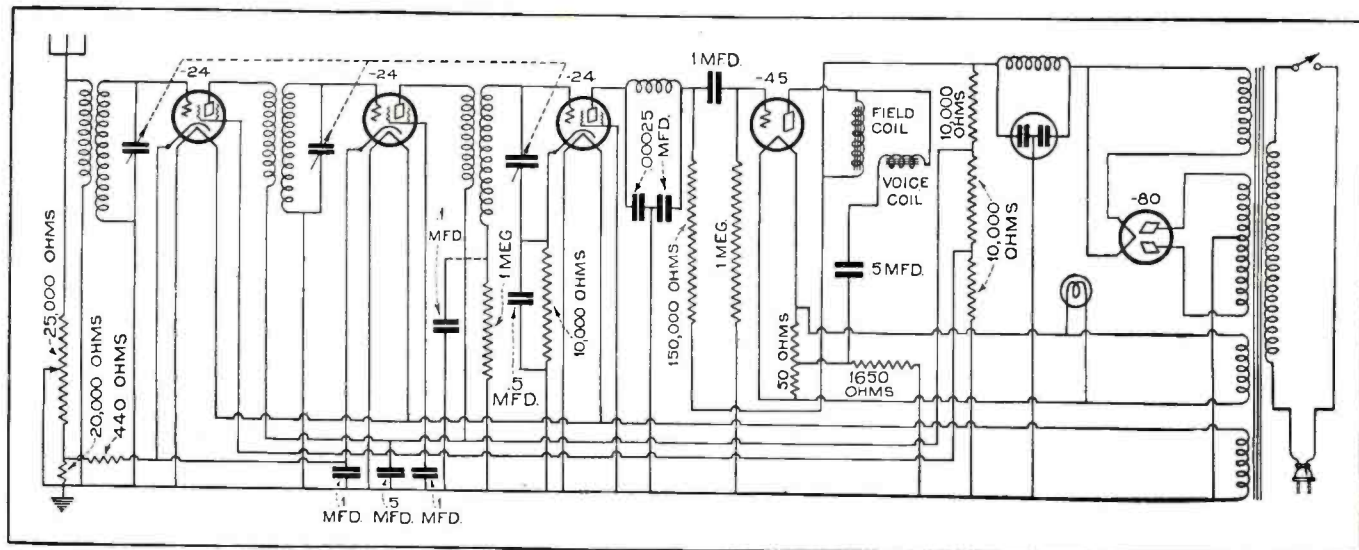 -24
-24
-24
1 MFD.
-45
10,000
OHMS
.00025
MFD.
FIELD
COIL
VOICE
COIL
-80
25,000 OHMS
20,000 OHMS
440 OHMS
MFD.
1 MEG
.5
MFD.
10,000 OHMS
150,000 OHMS
1 MEG.
5 MFD.
10,000
OHMS
50 OHMS
1650
OHMS
.1
MFD.
.5
MFD.
.1
MFD.